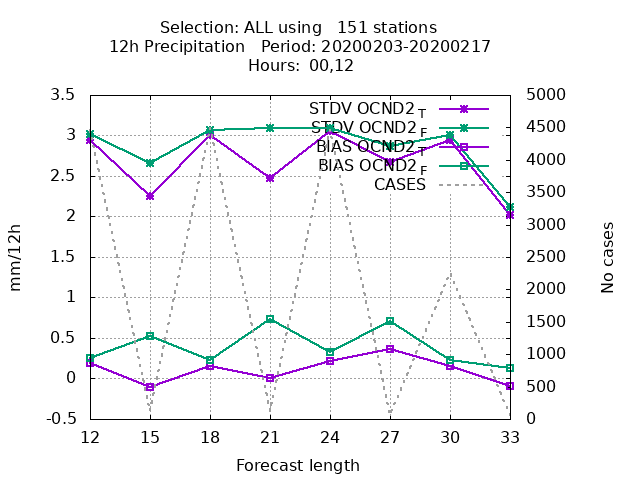 Selection: ALL using   151 stations
12h Precipitation   Period: 20200203-20200217
Hours: 00,12
3.5
3
2.5
2
1.5
1
0.5
0
-0.5
mm/12h
STDV OCND2 T
STDV OCND2 F
BIAS OCND2 T
BIAS OCND2 F
CASES
5000
4500
4000
3500
3000
2500
2000
1500
1000
500
0
No cases
12 15 18 21 24 27 30 33
Forecast length